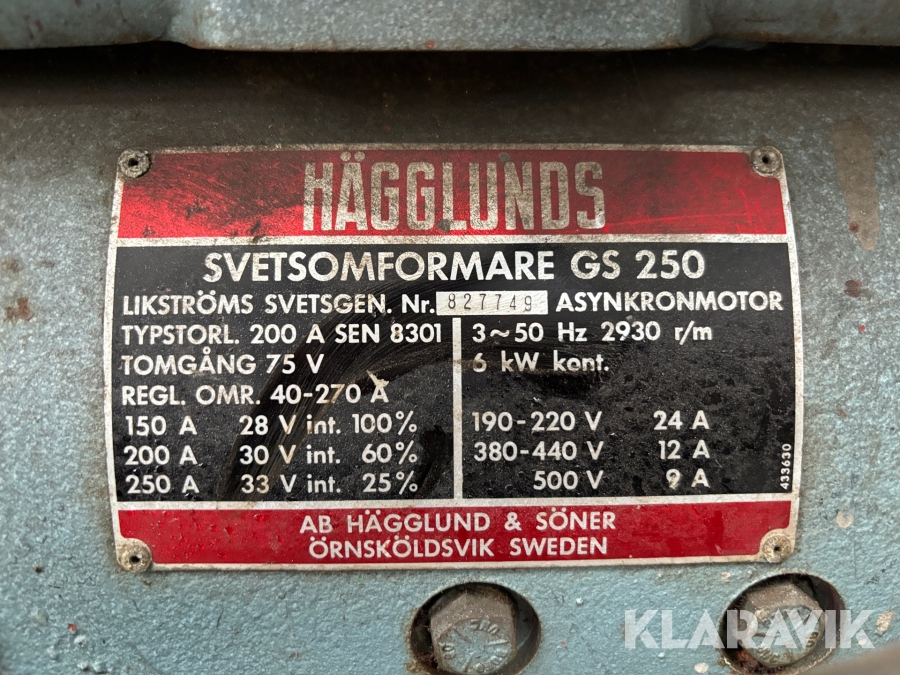 HÄGGLUNDS
SVETSOMFORMARE GS 250
LIKSTRÖMS SVETSGEN. Nr. 827749 ASYNKRONMOTOR
TYPSTORL. 200 A SEN 8301
TOMGÅNG 75 V
REGL. OMR. 40-270 A
150 A 28 V int. 100%
200 A 30 V int. 60%
250 A 33 V int. 25%
3~50 Hz 2930 r/m
6 kW kont.
190-220 V 24 A
380-440 V 12 A
500 V 9 A
433630
AB HÄGGLUND & SÖNER
ÖRNSKÖLDSVIK SWEDEN
KLARAVIK